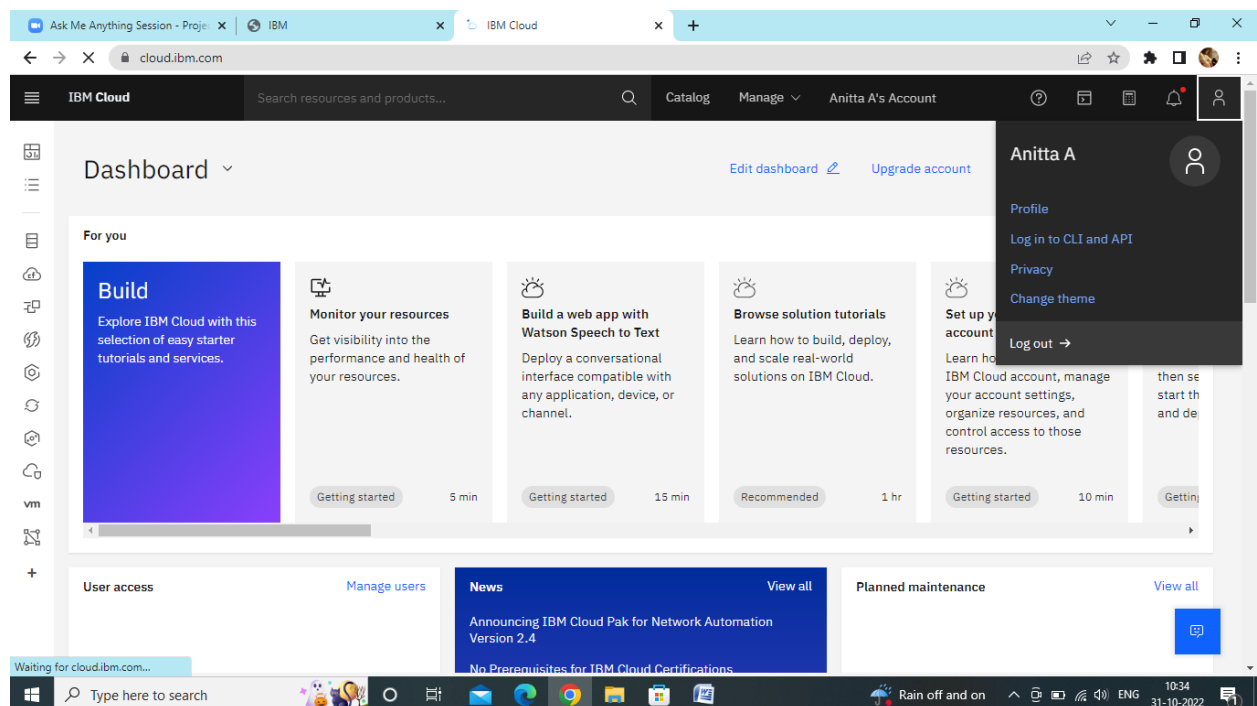 Ask Me Anything Session - Proje
IBM
IBM Cloud
cloud.ibm.com
IBM Cloud
Search resources and products...
Catalog
Manage
Anitta A's Account
Dashboard
Edit dashboard
Upgrade account
Anitta A
Profile
Log in to CLI and API
Privacy
Change theme
Log out →
For you
Build
Explore IBM Cloud with this
selection of easy starter
tutorials and services.
Monitor your resources
Get visibility into the
performance and health of
your resources.
Getting started
5 min
Build a web app with
Watson Speech to Text
Deploy a conversational
interface compatible with
any application, device, or
channel.
Getting started
15 min
Browse solution tutorials
Learn how to build, deploy,
and scale real-world
solutions on IBM Cloud.
Recommended
1 hr
Set up y
account
Learn ho
IBM Cloud account, manage
your account settings,
organize resources, and
control access to those
resources.
Getting started
10 min
then se
start th
and de
Getting
vm
User access
Manage users
News
View all
Announcing IBM Cloud Pak for Network Automation
Version 2.4
No Prerequisites for IBM Cloud Certifications
Planned maintenance
View all
Waiting for cloud.ibm.com...
Type here to search
Rain off and on
ENG
10:34
31-10-2022